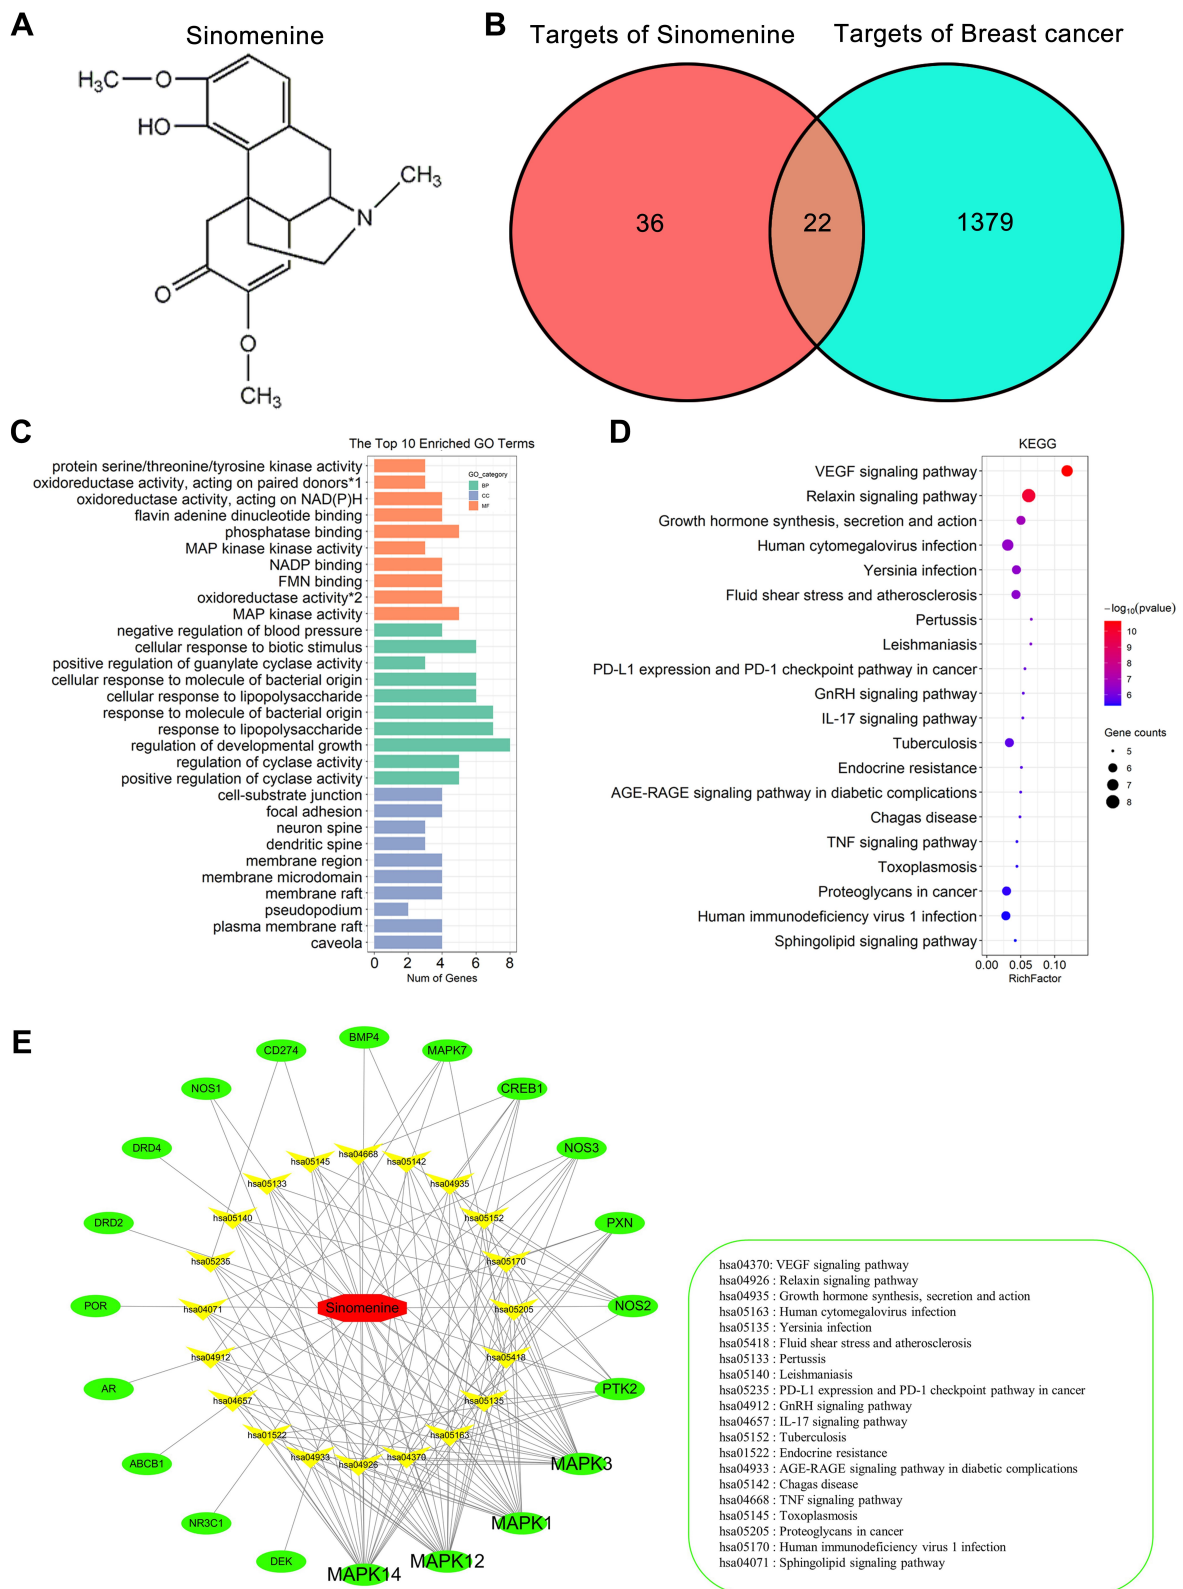 A
Sinomenine
H₃C
O
HO
CH₃
N
O
O
CH₃
B
Targets of Sinomenine
Targets of Breast cancer
36
22
1379
C
The Top 10 Enriched GO Terms
protein serine/threonine/tyrosine kinase activity
oxidoreductase activity, acting on paired donors*1
oxidoreductase activity, acting on NAD(P)H
flavin adenine dinucleotide binding
phosphatase binding
MAP kinase kinase activity
NADP binding
FMN binding
oxidoreductase activity*2
MAP kinase activity
negative regulation of blood pressure
cellular response to biotic stimulus
positive regulation of guanylate cyclase activity
cellular response to molecule of bacterial origin
cellular response to lipopolysaccharide
response to molecule of bacterial origin
response to lipopolysaccharide
regulation of developmental growth
regulation of cyclase activity
positive regulation of cyclase activity
cell-substrate junction
focal adhesion
neuron spine
dendritic spine
membrane region
membrane microdomain
membrane raft
pseudopodium
plasma membrane raft
caveola
GO_category
BP
CC
MF
0 2 4 6 8
Num of Genes
D
KEGG
VEGF signaling pathway
Relaxin signaling pathway
Growth hormone synthesis, secretion and action
Human cytomegalovirus infection
Yersinia infection
Fluid shear stress and atherosclerosis
Pertussis
Leishmaniasis
PD-L1 expression and PD-1 checkpoint pathway in cancer
GnRH signaling pathway
IL-17 signaling pathway
Tuberculosis
Endocrine resistance
AGE-RAGE signaling pathway in diabetic complications
Chagas disease
TNF signaling pathway
Toxoplasmosis
Proteoglycans in cancer
Human immunodeficiency virus 1 infection
Sphingolipid signaling pathway
0.00 0.05 0.10
RichFactor
−log₁₀(pvalue)
10
9
8
7
6
Gene counts
5
6
7
8
E
BMP4
CD274
MAPK7
NOS1
CREB1
DRD4
NOS3
DRD2
PXN
POR
NOS2
AR
PTK2
ABCB1
MAPK3
NR3C1
MAPK1
DEK
MAPK12
MAPK14
hsa05145
hsa04668
hsa05142
hsa05133
hsa04935
hsa05140
hsa05152
hsa05235
hsa05170
hsa04071
Sinomenine
hsa05205
hsa04912
hsa05418
hsa04657
hsa05135
hsa01522
hsa05163
hsa04933
hsa04926
hsa04370
hsa04370: VEGF signaling pathway
hsa04926 : Relaxin signaling pathway
hsa04935 : Growth hormone synthesis, secretion and action
hsa05163 : Human cytomegalovirus infection
hsa05135 : Yersinia infection
hsa05418 : Fluid shear stress and atherosclerosis
hsa05133 : Pertussis
hsa05140 : Leishmaniasis
hsa05235 : PD-L1 expression and PD-1 checkpoint pathway in cancer
hsa04912 : GnRH signaling pathway
hsa04657 : IL-17 signaling pathway
hsa05152 : Tuberculosis
hsa01522 : Endocrine resistance
hsa04933 : AGE-RAGE signaling pathway in diabetic complications
hsa05142 : Chagas disease
hsa04668 : TNF signaling pathway
hsa05145 : Toxoplasmosis
hsa05205 : Proteoglycans in cancer
hsa05170 : Human immunodeficiency virus 1 infection
hsa04071 : Sphingolipid signaling pathway